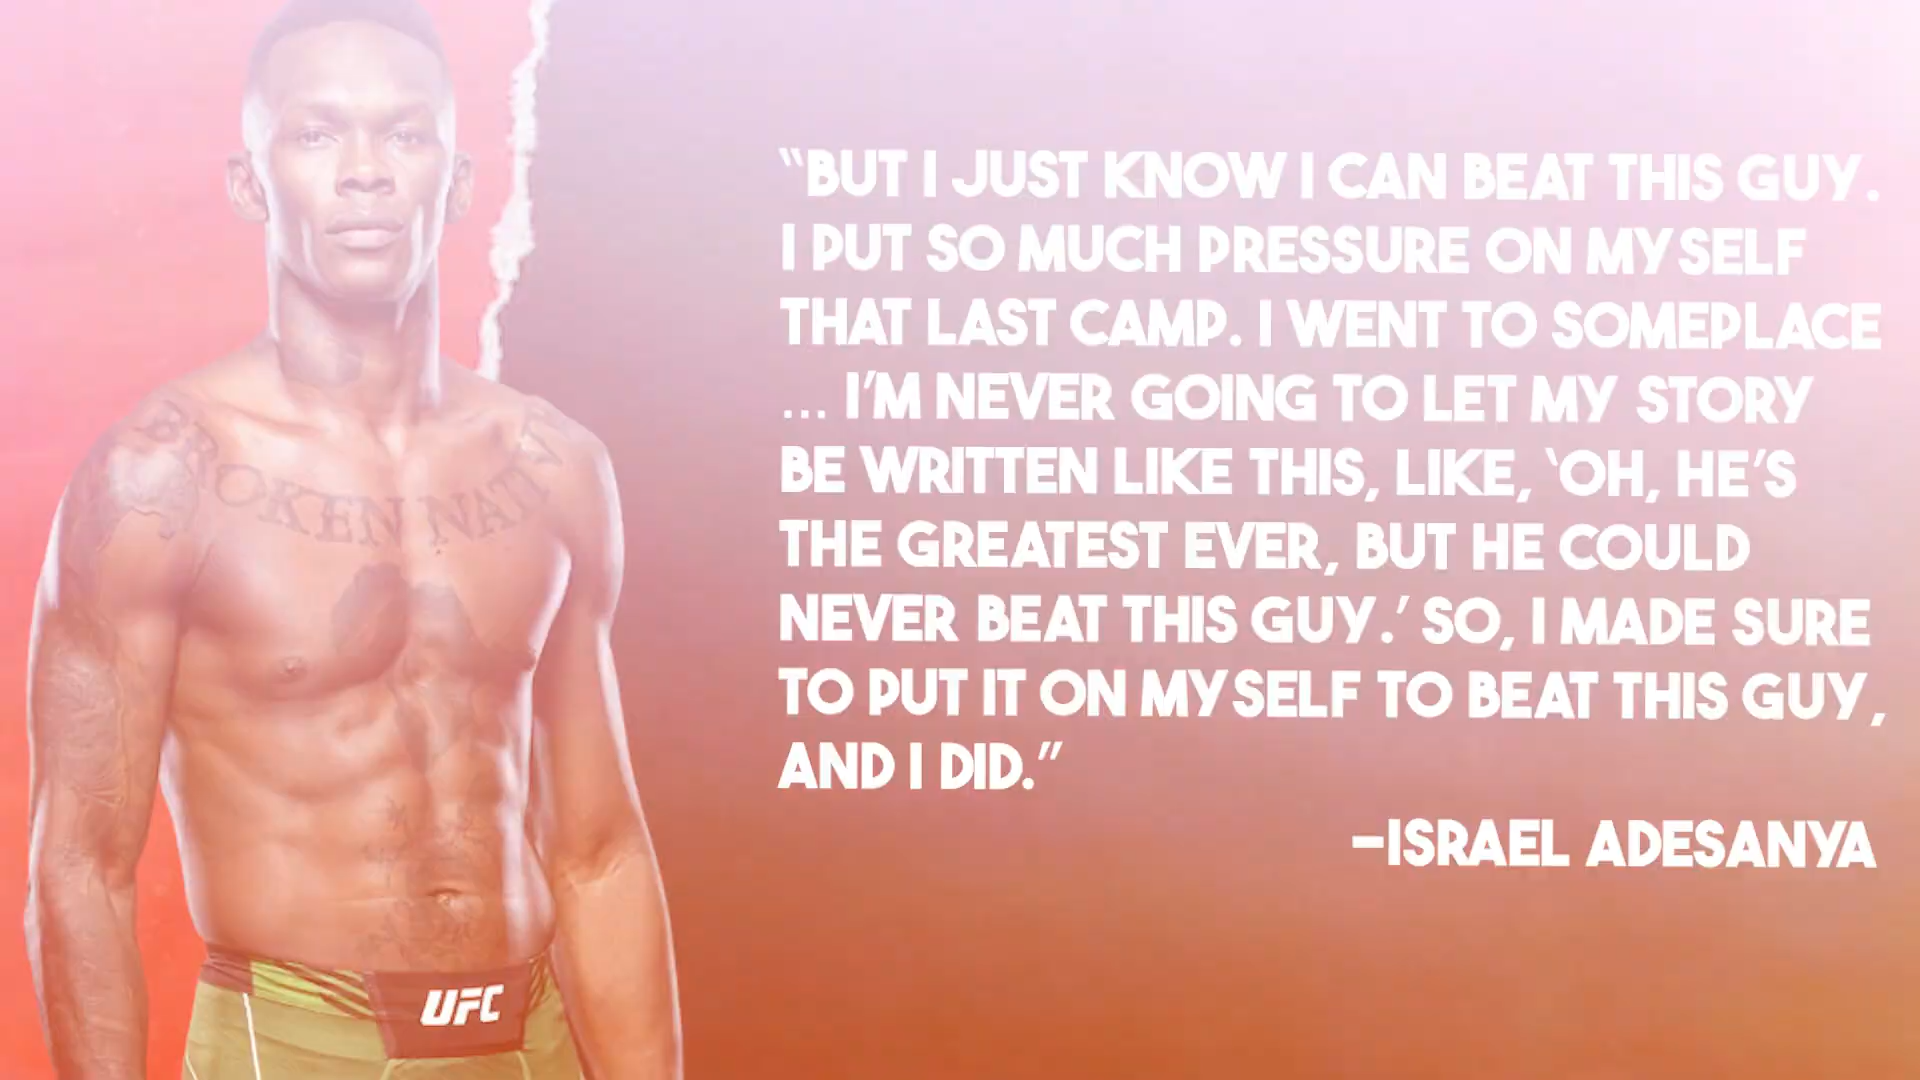 BROKEN NATIV
UFC
“BUT I JUST KNOW I CAN BEAT THIS GUY.
I PUT SO MUCH PRESSURE ON MYSELF
THAT LAST CAMP. I WENT TO SOMEPLACE
... I’M NEVER GOING TO LET MY STORY
BE WRITTEN LIKE THIS, LIKE, ‘OH, HE’S
THE GREATEST EVER, BUT HE COULD
NEVER BEAT THIS GUY.’ SO, I MADE SURE
TO PUT IT ON MYSELF TO BEAT THIS GUY,
AND I DID.”
-ISRAEL ADESANYA